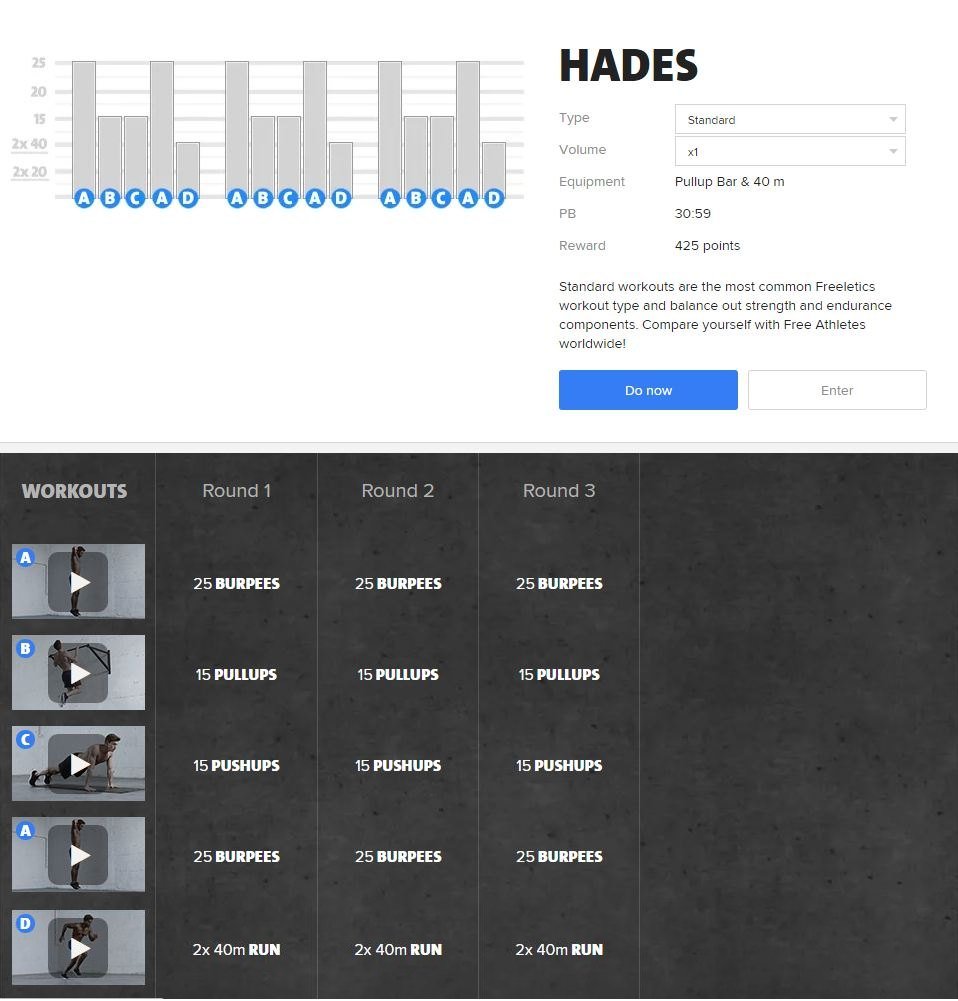 HADES
25
20
15
2x 40
2x 20
A B C A D A B C A D A B C A D
Type Standard
Volume x1
Equipment Pullup Bar & 40 m
PB 30:59
Reward 425 points
Standard workouts are the most common Freeletics
workout type and balance out strength and endurance
components. Compare yourself with Free Athletes
worldwide!
Do now Enter
WORKOUTS Round 1 Round 2 Round 3
A 25 BURPEES 25 BURPEES 25 BURPEES
B 15 PULLUPS 15 PULLUPS 15 PULLUPS
C 15 PUSHUPS 15 PUSHUPS 15 PUSHUPS
A 25 BURPEES 25 BURPEES 25 BURPEES
D 2x 40m RUN 2x 40m RUN 2x 40m RUN